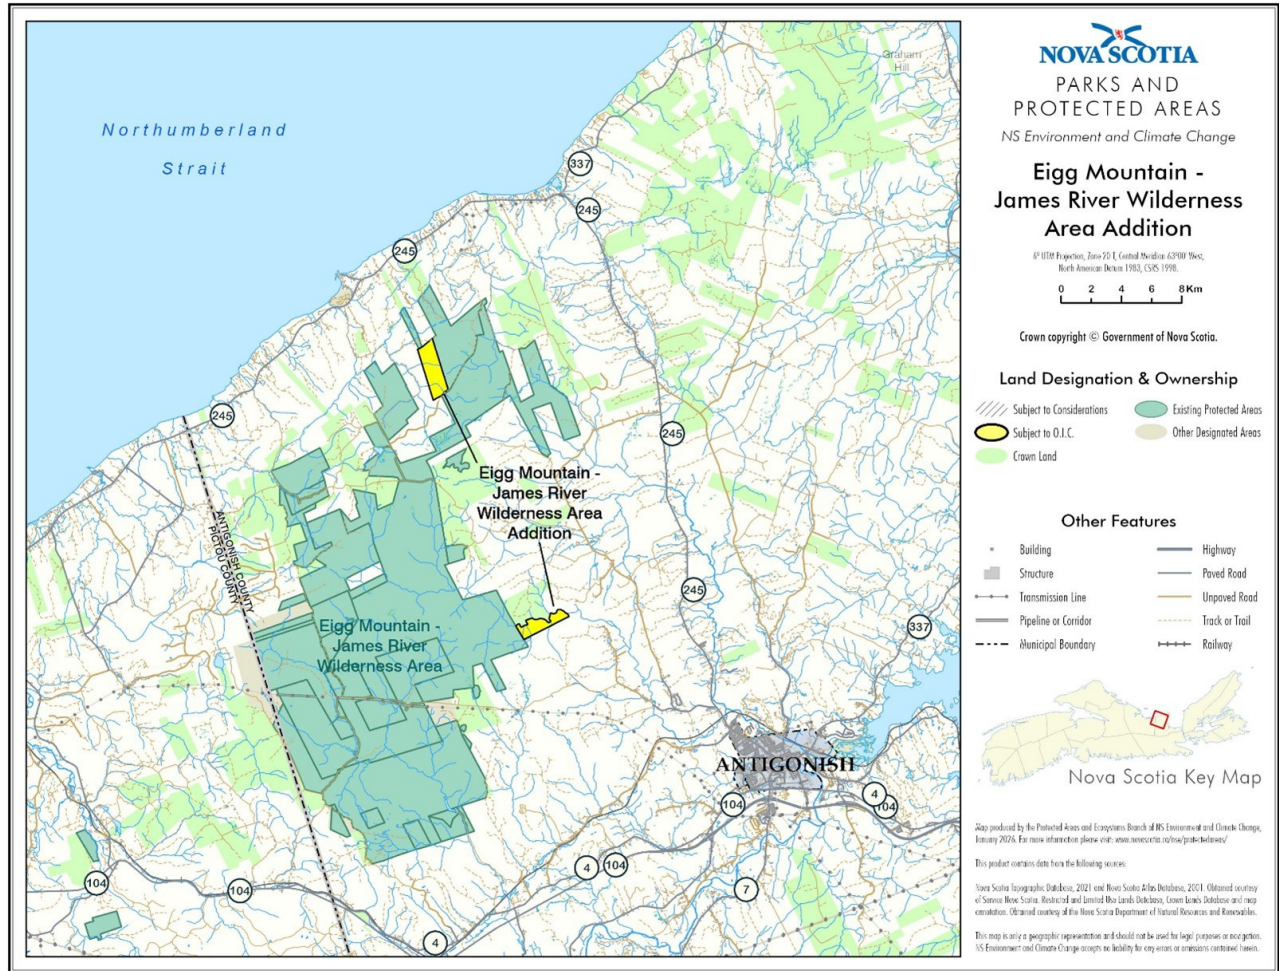 Northumberland
Strait
Graham
Hill
337
245
245
245
245
245
337
Eigg Mountain -
James River
Wilderness Area
Addition
ANTIGONISH COUNTY
PICTOU COUNTY
Eigg Mountain -
James River
Wilderness Area
ANTIGONISH
104
4
104
4
104
7
104
104
4
NOVA SCOTIA
PARKS AND
PROTECTED AREAS
NS Environment and Climate Change
Eigg Mountain -
James River Wilderness
Area Addition
6° UTM Projection, Zone 20 T, Central Meridian 63°00' West,
North American Datum 1983, CSRS 1998.
0 2 4 6 8 Km
Crown copyright © Government of Nova Scotia.
Land Designation & Ownership
Subject to Considerations
Existing Protected Areas
Subject to O.I.C.
Other Designated Areas
Crown Land
Other Features
Building
Highway
Structure
Paved Road
Transmission Line
Unpaved Road
Pipeline or Corridor
Track or Trail
Municipal Boundary
Railway
Nova Scotia Key Map
Map produced by the Protected Areas and Ecosystems Branch of NS Environment and Climate Change,
January 2026. For more information please visit: www.novascotia.ca/nse/protectedareas/
This product contains data from the following sources:
Nova Scotia Topographic Database, 2021 and Nova Scotia Atlas Database, 2001. Obtained courtesy
of Service Nova Scotia. Restricted and Limited Use Lands Database, Crown Lands Database and map
annotation. Obtained courtesy of the Nova Scotia Department of Natural Resources and Renewables.
This map is only a geographic representation and should not be used for legal purposes or navigation.
NS Environment and Climate Change accepts no liability for any errors or omissions contained herein.